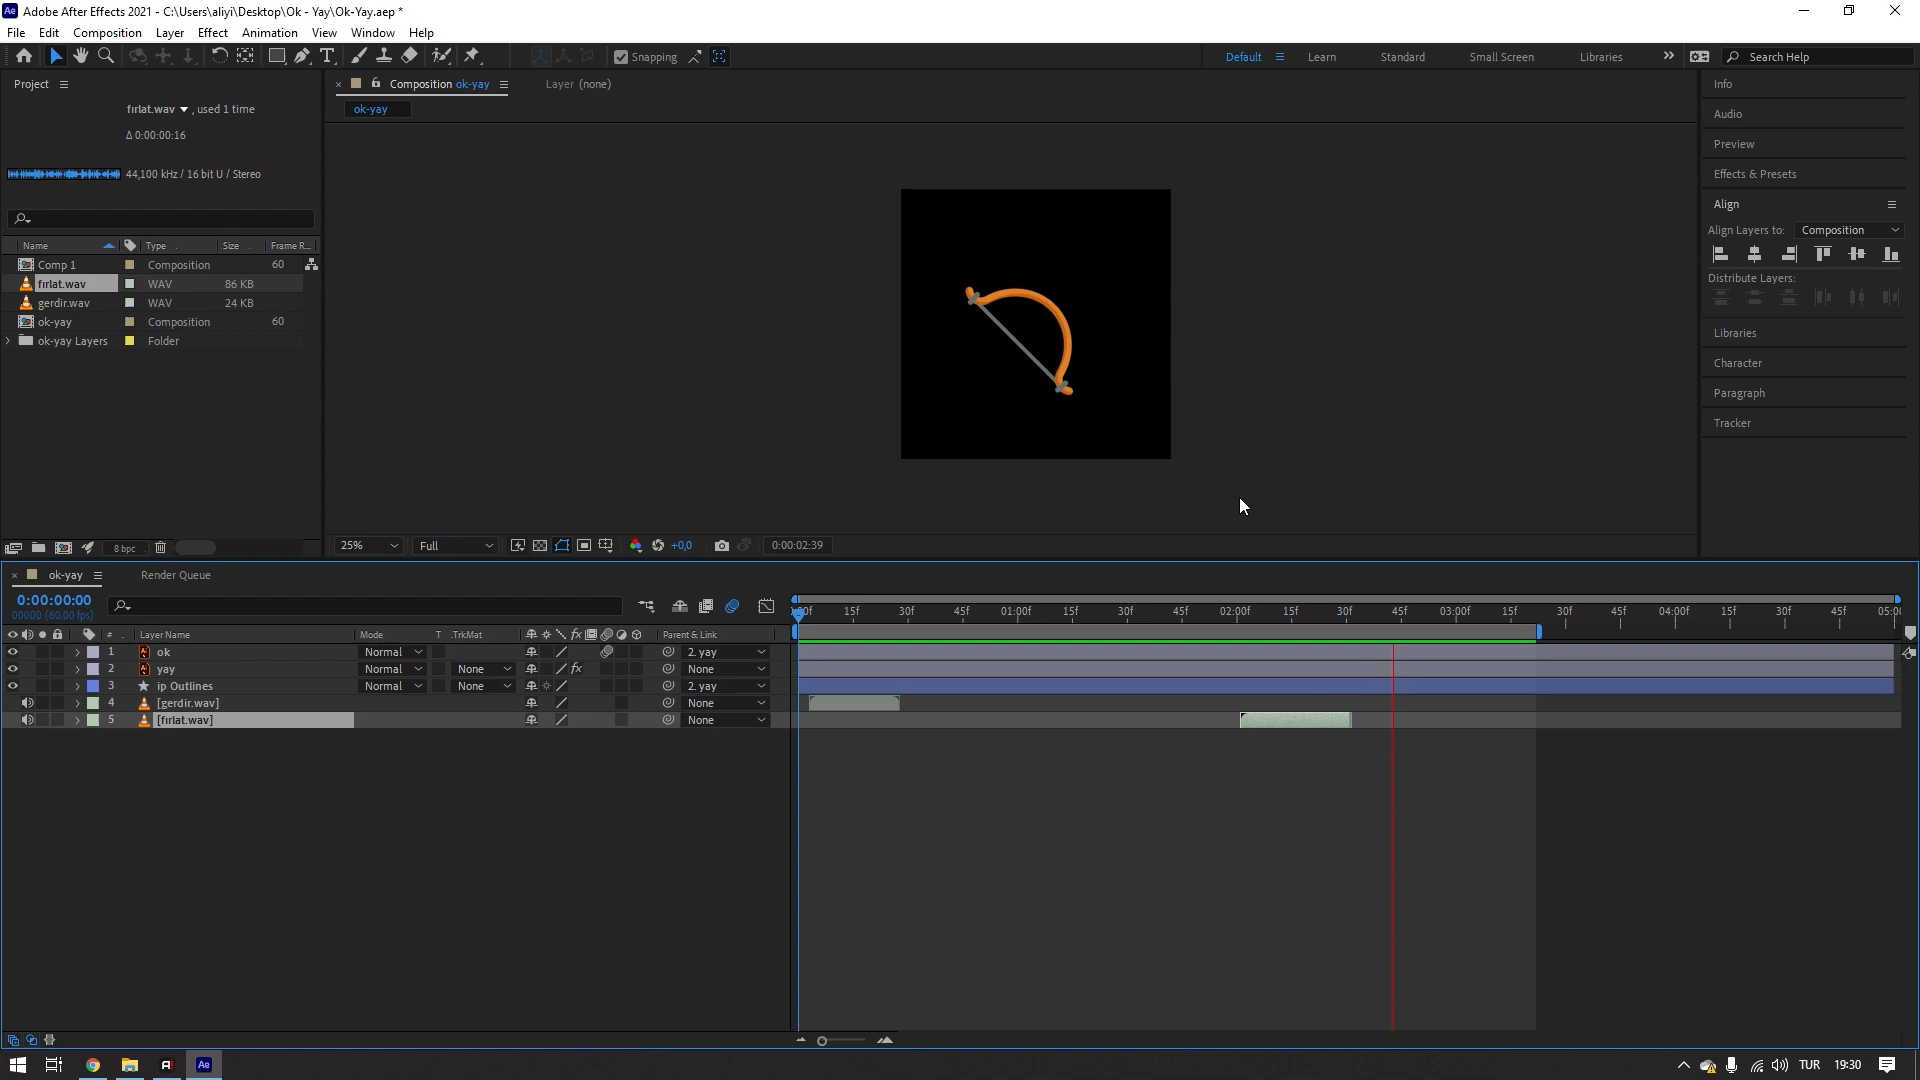 Adobe After Effects 2021 - C:\Users\aliyi\Desktop\Ok - Yay\Ok-Yay.aep *
File Edit Composition Layer Effect Animation View Window Help
Snapping
Default Learn Standard Small Screen Libraries
Search Help
Project
fırlat.wav , used 1 time
Δ 0:00:00:16
44,100 kHz / 16 bit U / Stereo
Name Type Size Frame R...
Comp 1 Composition 60
fırlat.wav WAV 86 KB
gerdir.wav WAV 24 KB
ok-yay Composition 60
ok-yay Layers Folder
8 bpc
Composition ok-yay
Layer (none)
ok-yay
25% Full +0,0 0:00:02:39
Info
Audio
Preview
Effects & Presets
Align
Align Layers to: Composition
Distribute Layers:
Libraries
Character
Paragraph
Tracker
ok-yay Render Queue
0:00:00:00
00000 (60.00 fps)
15f 30f 45f 01:00f 15f 30f 45f 02:00f 15f 30f 45f 03:00f 15f 30f 45f 04:00f 15f 30f 45f
# Layer Name Mode T .TrkMat fx Parent & Link
1 ok Normal 2. yay
2 yay Normal None fx None
3 ip Outlines Normal None 2. yay
4 [gerdir.wav] None
5 [fırlat.wav] None
Ae TUR 19:30